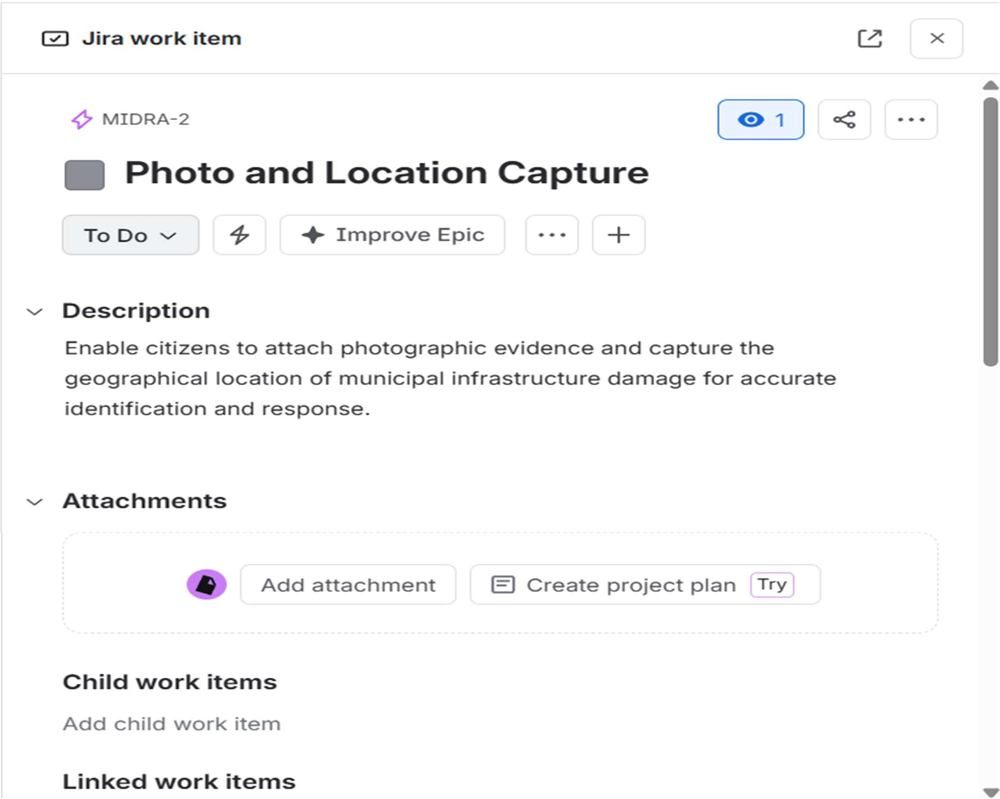 Jira work item
MIDRA-2
1
Photo and Location Capture
To Do
Improve Epic
Description
Enable citizens to attach photographic evidence and capture the
geographical location of municipal infrastructure damage for accurate
identification and response.
Attachments
Add attachment
Create project plan Try
Child work items
Add child work item
Linked work items